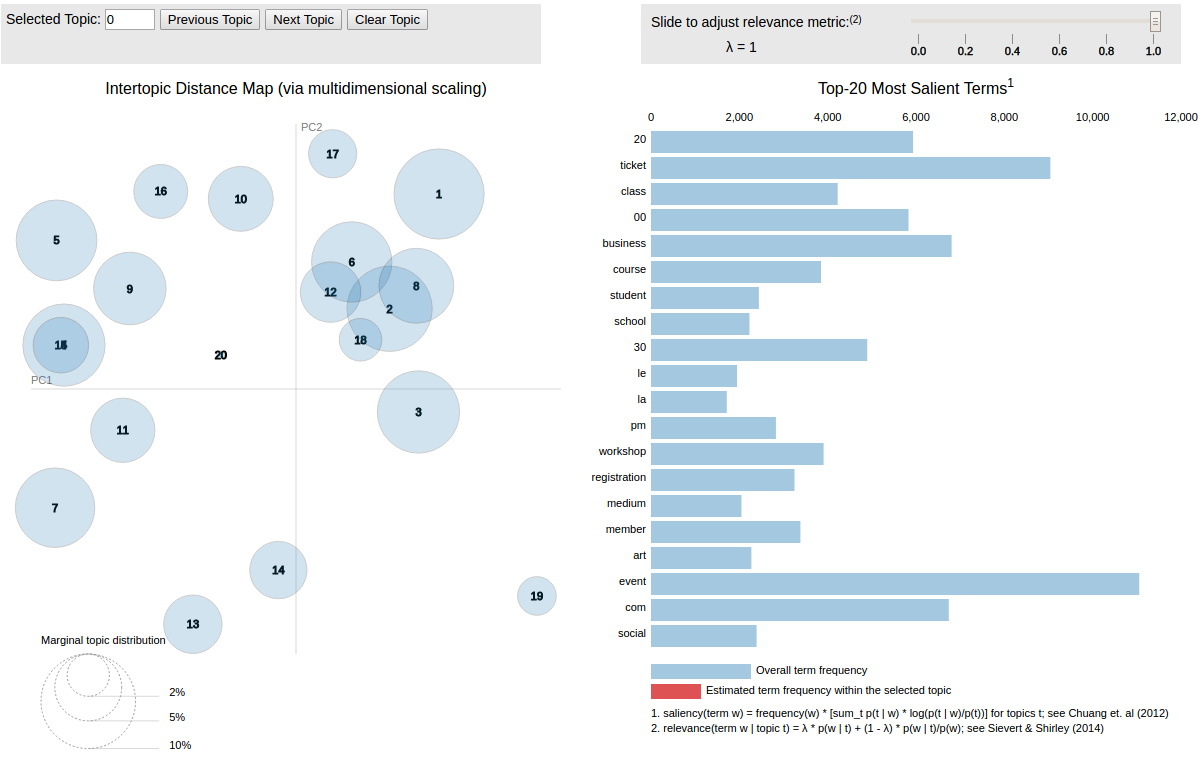 Selected Topic: 0 Previous Topic Next Topic Clear Topic
Slide to adjust relevance metric:(2)
λ = 1
0.0 0.2 0.4 0.6 0.8 1.0
Intertopic Distance Map (via multidimensional scaling)
PC2
PC1
17
1
16
10
5
6
9
12
8
2
18
20
3
11
7
14
19
13
Marginal topic distribution
2%
5%
10%
Top-20 Most Salient Terms1
0 2,000 4,000 6,000 8,000 10,000 12,000
20
ticket
class
00
business
course
student
school
30
le
la
pm
workshop
registration
medium
member
art
event
com
social
Overall term frequency
Estimated term frequency within the selected topic
1. saliency(term w) = frequency(w) * [sum_t p(t | w) * log(p(t | w)/p(t))] for topics t; see Chuang et. al (2012)
2. relevance(term w | topic t) = λ * p(w | t) + (1 - λ) * p(w | t)/p(w); see Sievert & Shirley (2014)